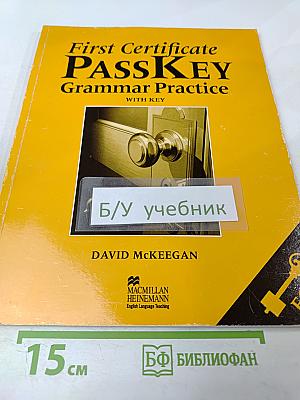 First Certificate
PASSKEY
Grammar Practice
WITH KEY
Б/У учебник
DAVID McKEEGAN
MACMILLAN
HEINEMANN
English Language Teaching
15 см
БФ БИБЛИОФАН